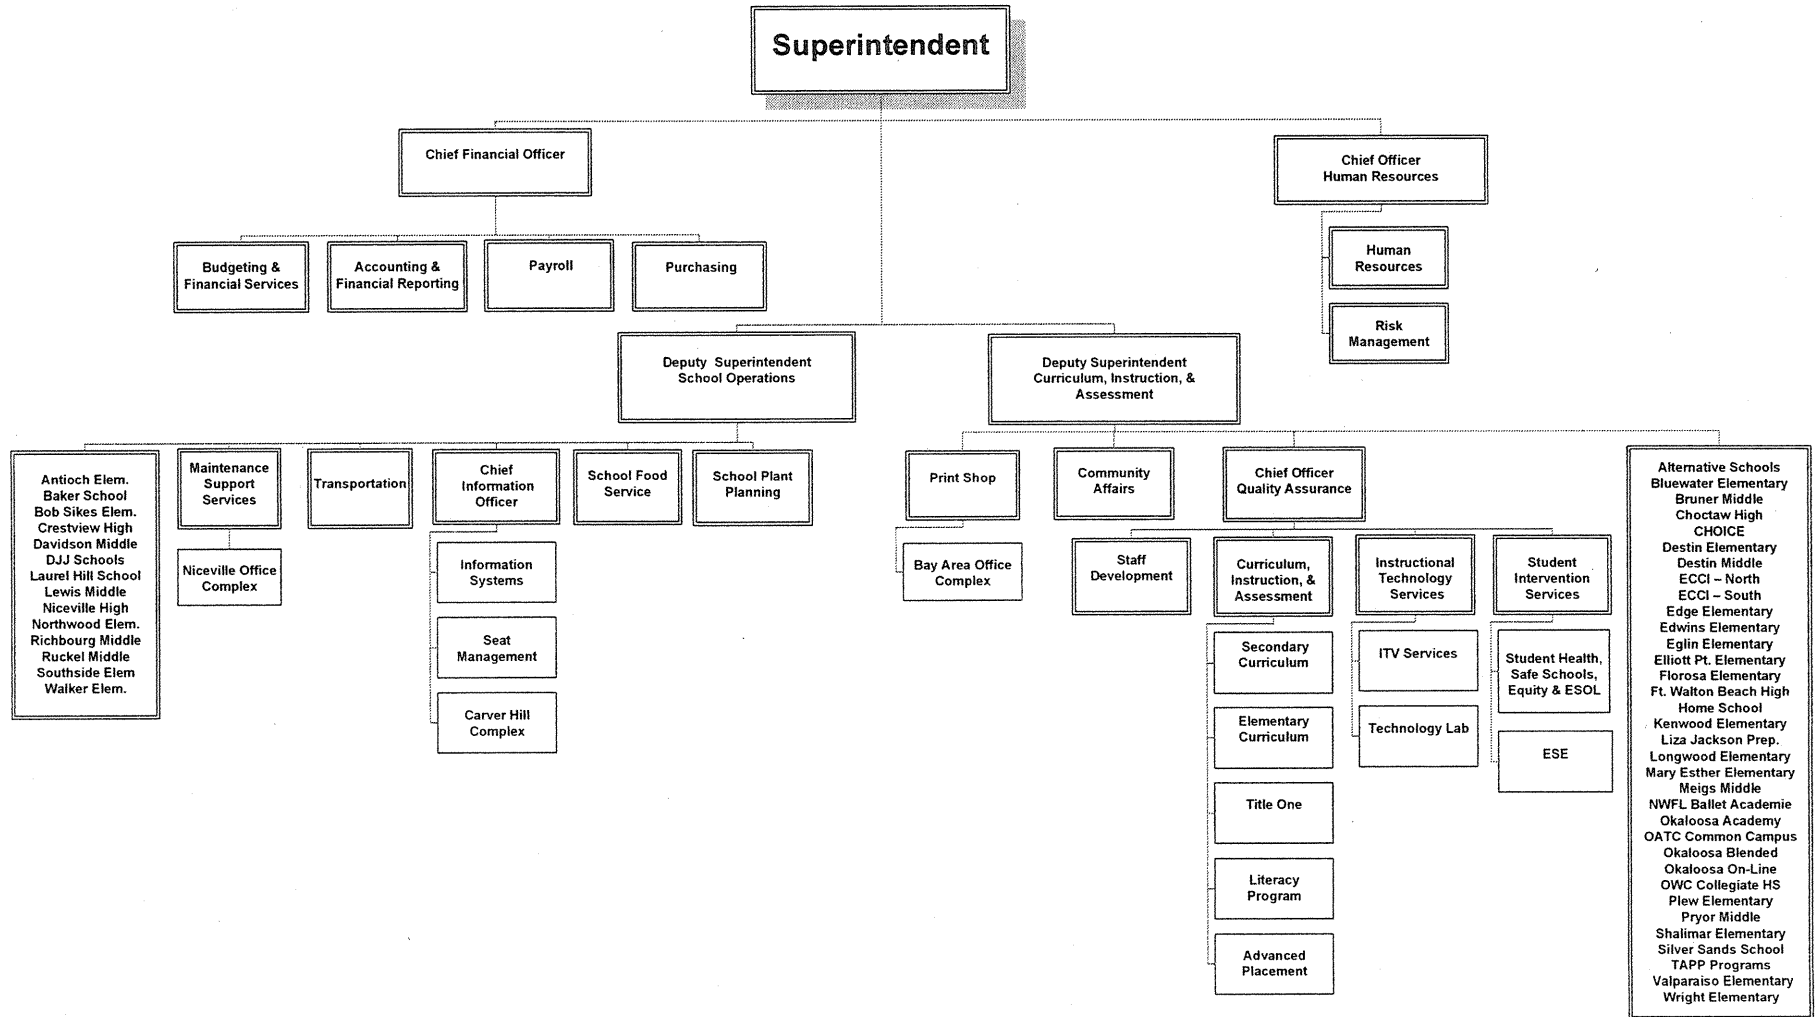 Superintendent
Chief Financial Officer
Chief Officer
Human Resources
Budgeting &
Financial Services
Accounting &
Financial Reporting
Payroll
Purchasing
Human
Resources
Risk
Management
Deputy Superintendent
School Operations
Deputy Superintendent
Curriculum, Instruction, &
Assessment
Antioch Elem.
Baker School
Bob Sikes Elem.
Crestview High
Davidson Middle
DJJ Schools
Laurel Hill School
Lewis Middle
Niceville High
Northwood Elem.
Richbourg Middle
Ruckel Middle
Southside Elem
Walker Elem.
Maintenance
Support
Services
Niceville Office
Complex
Transportation
Chief
Information
Officer
Information
Systems
Seat
Management
Carver Hill
Complex
School Food
Service
School Plant
Planning
Print Shop
Bay Area Office
Complex
Community
Affairs
Chief Officer
Quality Assurance
Staff
Development
Curriculum,
Instruction, &
Assessment
Secondary
Curriculum
Elementary
Curriculum
Title One
Literacy
Program
Advanced
Placement
Instructional
Technology
Services
ITV Services
Technology Lab
Student
Intervention
Services
Student Health,
Safe Schools,
Equity & ESOL
ESE
Alternative Schools
Bluewater Elementary
Bruner Middle
Choctaw High
CHOICE
Destin Elementary
Destin Middle
ECCI – North
ECCI – South
Edge Elementary
Edwins Elementary
Eglin Elementary
Elliott Pt. Elementary
Florosa Elementary
Ft. Walton Beach High
Home School
Kenwood Elementary
Liza Jackson Prep.
Longwood Elementary
Mary Esther Elementary
Meigs Middle
NWFL Ballet Academie
Okaloosa Academy
OATC Common Campus
Okaloosa Blended
Okaloosa On-Line
OWC Collegiate HS
Plew Elementary
Pryor Middle
Shalimar Elementary
Silver Sands School
TAPP Programs
Valparaiso Elementary
Wright Elementary